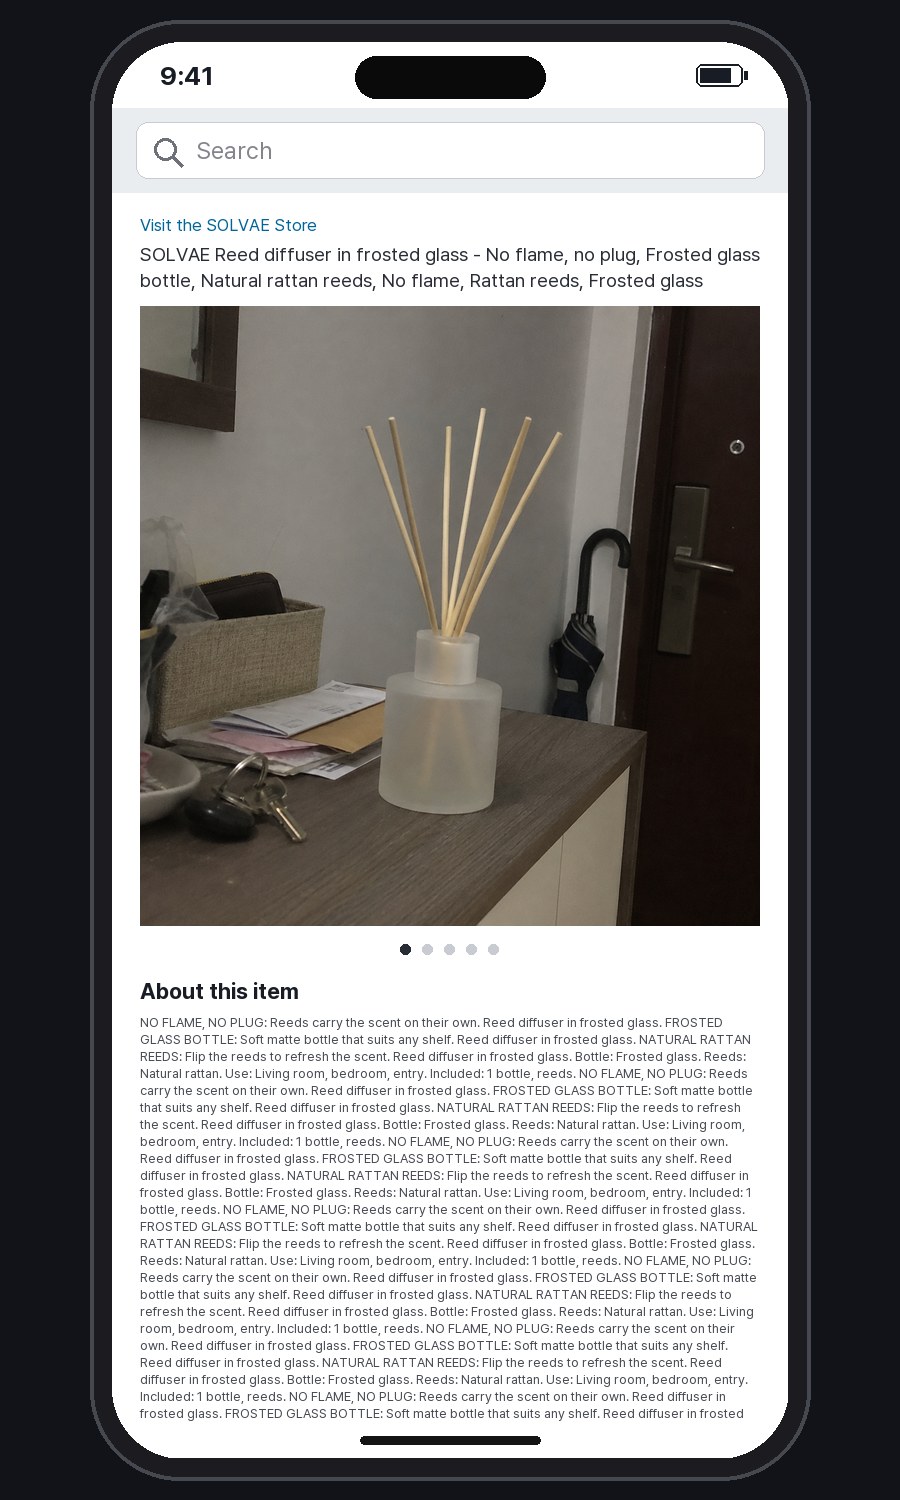 9:41
Search
Visit the SOLVAE Store
SOLVAE Reed diffuser in frosted glass - No flame, no plug, Frosted glass
bottle, Natural rattan reeds, No flame, Rattan reeds, Frosted glass
About this item
NO FLAME, NO PLUG: Reeds carry the scent on their own. Reed diffuser in frosted glass. FROSTED
GLASS BOTTLE: Soft matte bottle that suits any shelf. Reed diffuser in frosted glass. NATURAL RATTAN
REEDS: Flip the reeds to refresh the scent. Reed diffuser in frosted glass. Bottle: Frosted glass. Reeds:
Natural rattan. Use: Living room, bedroom, entry. Included: 1 bottle, reeds. NO FLAME, NO PLUG: Reeds
carry the scent on their own. Reed diffuser in frosted glass. FROSTED GLASS BOTTLE: Soft matte bottle
that suits any shelf. Reed diffuser in frosted glass. NATURAL RATTAN REEDS: Flip the reeds to refresh
the scent. Reed diffuser in frosted glass. Bottle: Frosted glass. Reeds: Natural rattan. Use: Living room,
bedroom, entry. Included: 1 bottle, reeds. NO FLAME, NO PLUG: Reeds carry the scent on their own.
Reed diffuser in frosted glass. FROSTED GLASS BOTTLE: Soft matte bottle that suits any shelf. Reed
diffuser in frosted glass. NATURAL RATTAN REEDS: Flip the reeds to refresh the scent. Reed diffuser in
frosted glass. Bottle: Frosted glass. Reeds: Natural rattan. Use: Living room, bedroom, entry. Included: 1
bottle, reeds. NO FLAME, NO PLUG: Reeds carry the scent on their own. Reed diffuser in frosted glass.
FROSTED GLASS BOTTLE: Soft matte bottle that suits any shelf. Reed diffuser in frosted glass. NATURAL
RATTAN REEDS: Flip the reeds to refresh the scent. Reed diffuser in frosted glass. Bottle: Frosted glass.
Reeds: Natural rattan. Use: Living room, bedroom, entry. Included: 1 bottle, reeds. NO FLAME, NO PLUG:
Reeds carry the scent on their own. Reed diffuser in frosted glass. FROSTED GLASS BOTTLE: Soft matte
bottle that suits any shelf. Reed diffuser in frosted glass. NATURAL RATTAN REEDS: Flip the reeds to
refresh the scent. Reed diffuser in frosted glass. Bottle: Frosted glass. Reeds: Natural rattan. Use: Living
room, bedroom, entry. Included: 1 bottle, reeds. NO FLAME, NO PLUG: Reeds carry the scent on their
own. Reed diffuser in frosted glass. FROSTED GLASS BOTTLE: Soft matte bottle that suits any shelf.
Reed diffuser in frosted glass. NATURAL RATTAN REEDS: Flip the reeds to refresh the scent. Reed
diffuser in frosted glass. Bottle: Frosted glass. Reeds: Natural rattan. Use: Living room, bedroom, entry.
Included: 1 bottle, reeds. NO FLAME, NO PLUG: Reeds carry the scent on their own. Reed diffuser in
frosted glass. FROSTED GLASS BOTTLE: Soft matte bottle that suits any shelf. Reed diffuser in frosted